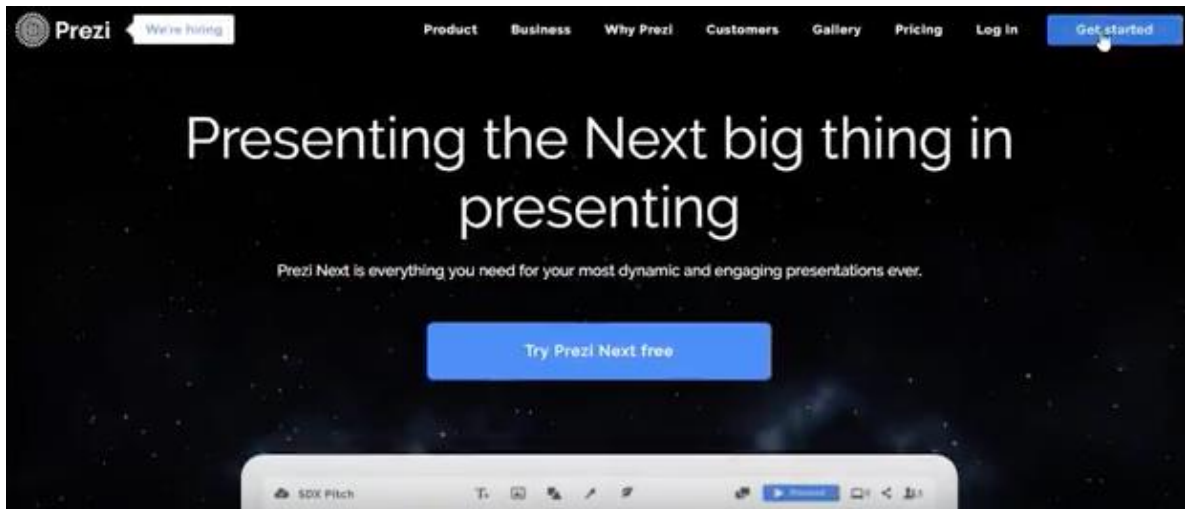 Prezi
We're hiring
Product Business Why Prezi Customers Gallery Pricing Log in Get started
Presenting the Next big thing in
presenting
Prezi Next is everything you need for your most dynamic and engaging presentations ever.
Try Prezi Next free
SDX Pitch